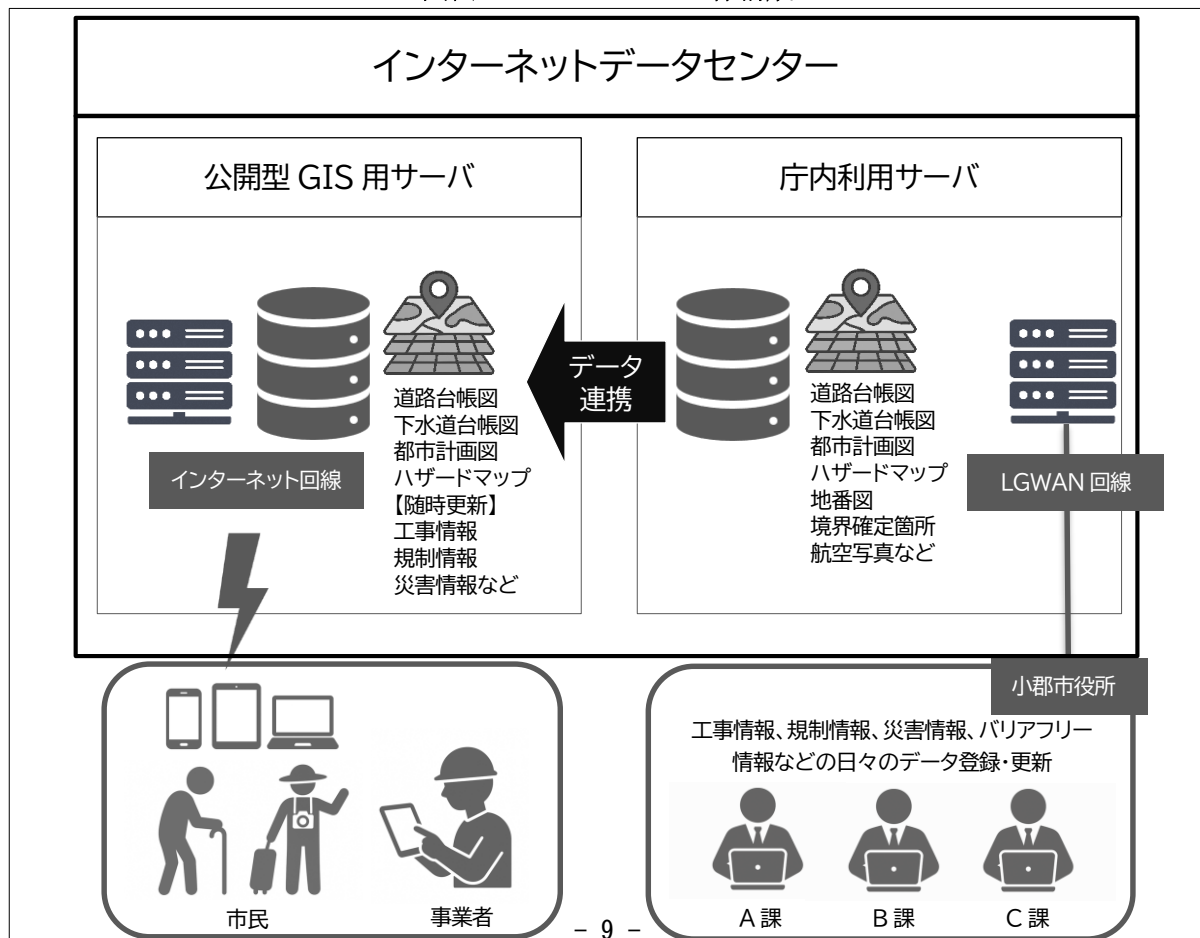 インターネットデータセンター
公開型 GIS 用サーバ
道路台帳図
下水道台帳図
都市計画図
ハザードマップ
【随時更新】
工事情報
規制情報
災害情報など
インターネット回線
データ
連携
庁内利用サーバ
道路台帳図
下水道台帳図
都市計画図
ハザードマップ
地番図
境界確定箇所
航空写真など
LGWAN 回線
市民
事業者
小郡市役所
工事情報、規制情報、災害情報、バリアフリー
情報などの日々のデータ登録・更新
A 課
B 課
C 課
- 9 -